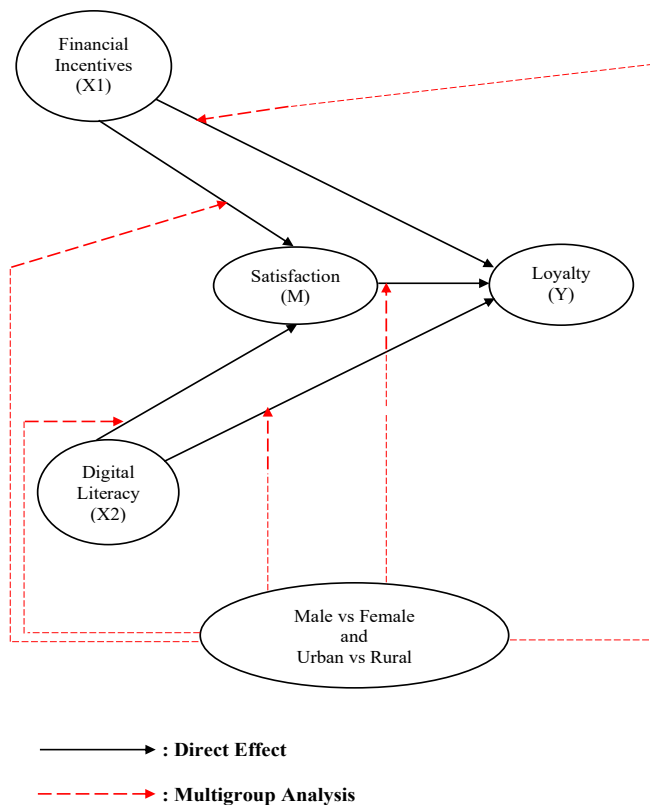 Financial
Incentives
(X1)
Satisfaction
(M)
Loyalty
(Y)
Digital
Literacy
(X2)
Male vs Female
and
Urban vs Rural
: Direct Effect
: Multigroup Analysis